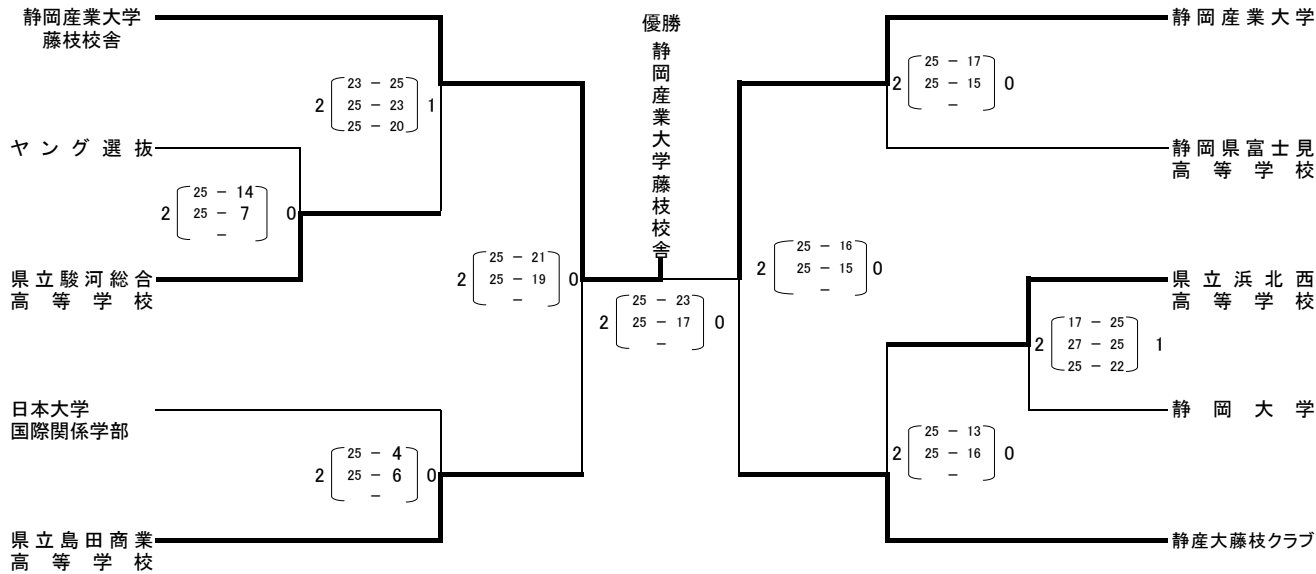 静岡産業大学
藤枝校舎
2 23 - 25 1
25 - 23
25 - 20
ヤング選抜
2 25 - 14 0
25 - 7
-
県立駿河総合
高等学校
2 25 - 21 0
25 - 19
-
日本大学
国際関係学部
2 25 - 4 0
25 - 6
-
県立島田商業
高等学校
優勝
静岡産業大学藤枝校舎
2 25 - 23 0
25 - 17
-
静岡産業大学
2 25 - 17 0
25 - 15
-
静岡県富士見
高等学校
2 25 - 16 0
25 - 15
-
県立浜北西
高等学校
2 17 - 25 1
27 - 25
25 - 22
静岡大学
2 25 - 13 0
25 - 16
-
静産大藤枝クラブ